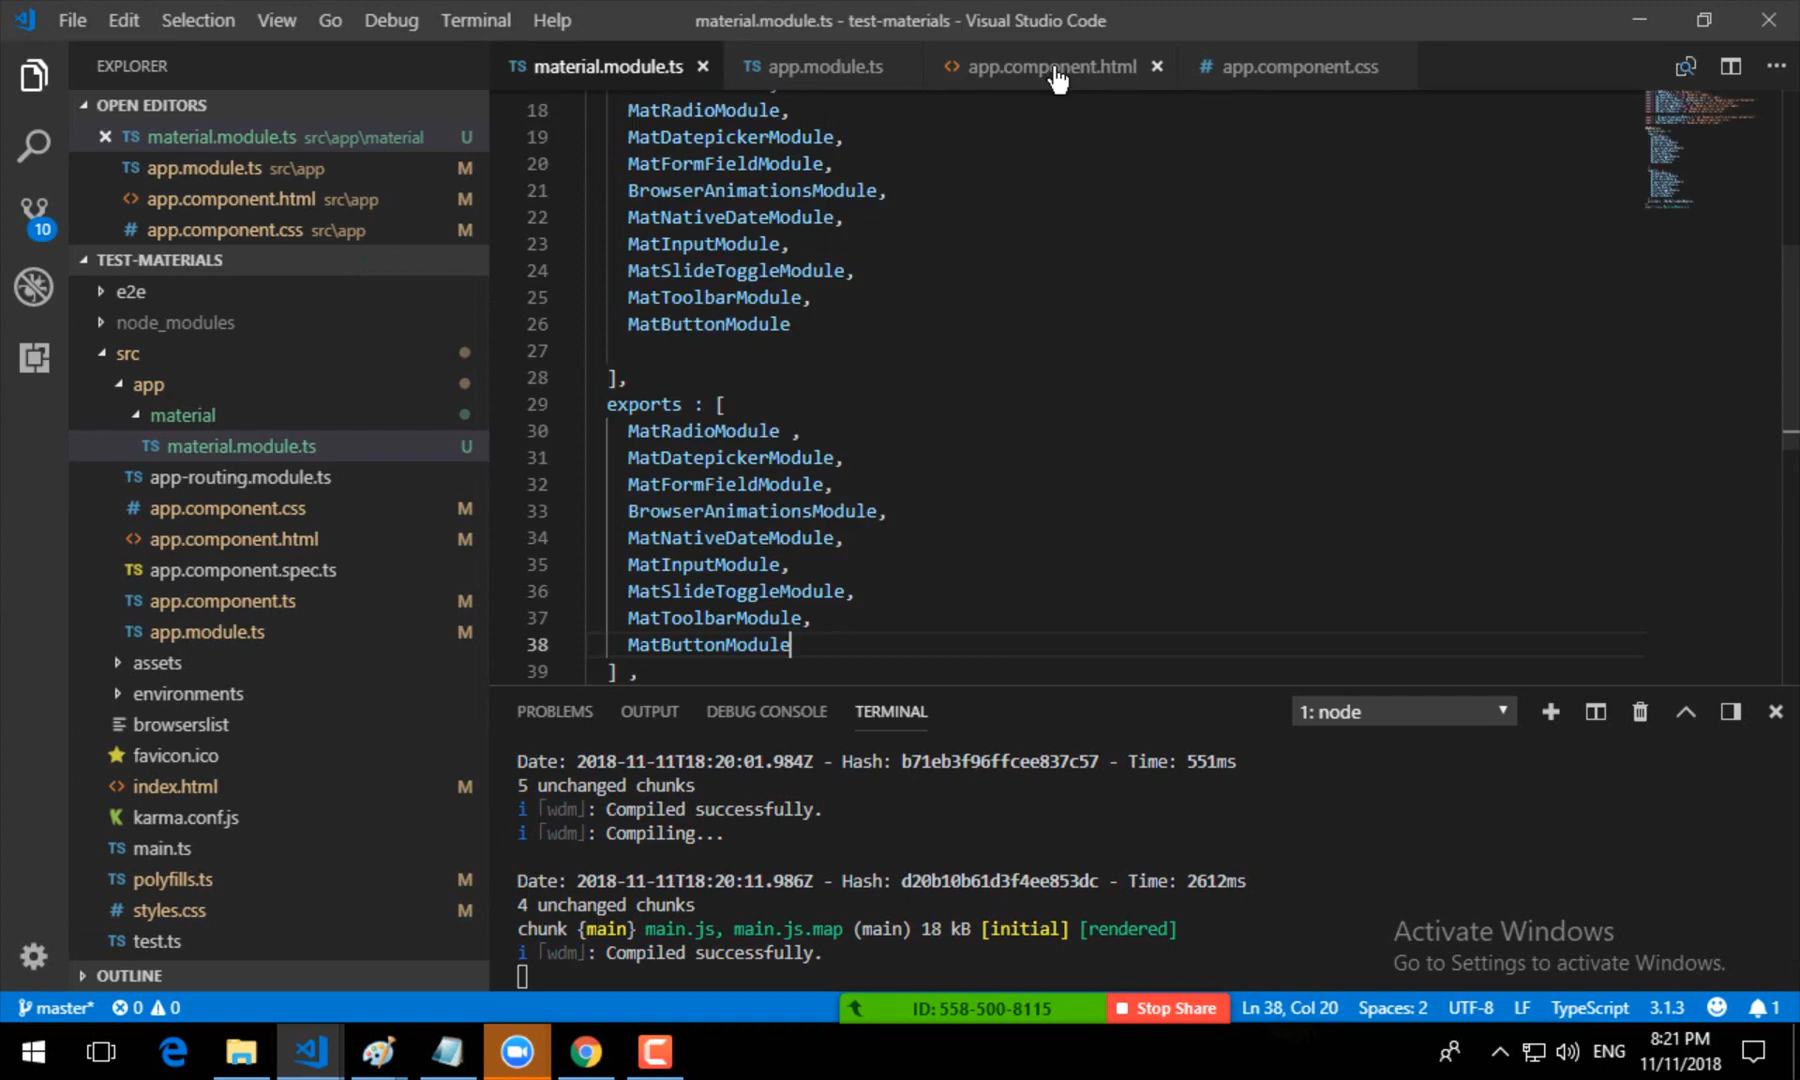 File Edit Selection View Go Debug Terminal Help material.module.ts - test-materials - Visual Studio Code
EXPLORER
TS material.module.ts × TS app.module.ts <> app.component.html × # app.component.css ···
OPEN EDITORS
× TS material.module.ts src\app\material U
TS app.module.ts src\app M
<> app.component.html src\app M
# app.component.css src\app M
10
TEST-MATERIALS
e2e
node_modules
src
app
material
TS material.module.ts U
TS app-routing.module.ts
# app.component.css M
<> app.component.html M
TS app.component.spec.ts
TS app.component.ts M
TS app.module.ts M
assets
environments
browserslist
favicon.ico
index.html M
karma.conf.js
TS main.ts
TS polyfills.ts M
TS styles.css M
TS test.ts
OUTLINE
18 MatRadioModule,
19 MatDatepickerModule,
20 MatFormFieldModule,
21 BrowserAnimationsModule,
22 MatNativeDateModule,
23 MatInputModule,
24 MatSlideToggleModule,
25 MatToolbarModule,
26 MatButtonModule
27
28 ],
29 exports : [
30 MatRadioModule ,
31 MatDatepickerModule,
32 MatFormFieldModule,
33 BrowserAnimationsModule,
34 MatNativeDateModule,
35 MatInputModule,
36 MatSlideToggleModule,
37 MatToolbarModule,
38 MatButtonModule
39 ] ,
PROBLEMS OUTPUT DEBUG CONSOLE TERMINAL 1: node
Date: 2018-11-11T18:20:01.984Z - Hash: b71eb3f96ffcee837c57 - Time: 551ms
5 unchanged chunks
i ｢wdm｣: Compiled successfully.
i ｢wdm｣: Compiling...
Date: 2018-11-11T18:20:11.986Z - Hash: d20b10b61d3f4ee853dc - Time: 2612ms
4 unchanged chunks
chunk {main} main.js, main.js.map (main) 18 kB [initial] [rendered]
i ｢wdm｣: Compiled successfully.
Activate Windows
Go to Settings to activate Windows.
master* 0 0 ID: 558-500-8115 Stop Share Ln 38, Col 20 Spaces: 2 UTF-8 LF TypeScript 3.1.3 1
ENG 8:21 PM
11/11/2018